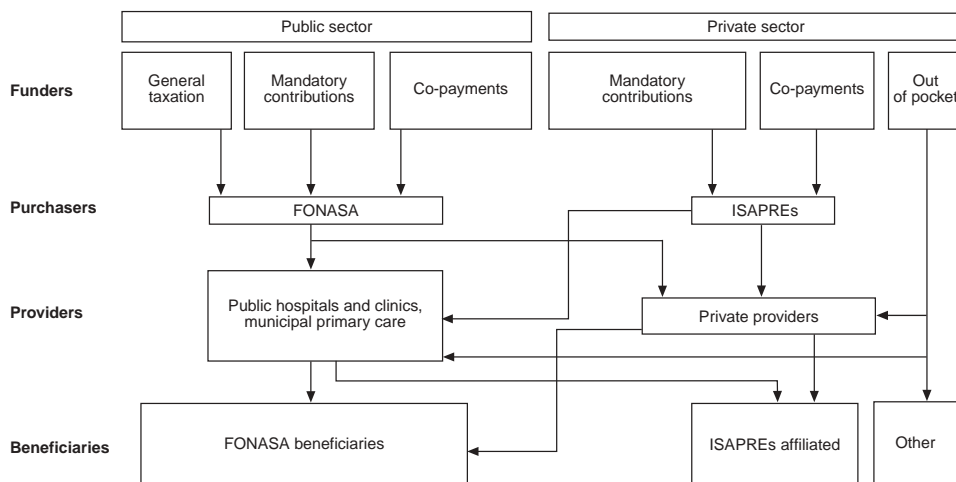 Public sector
Private sector
Funders
General
taxation
Mandatory
contributions
Co-payments
Mandatory
contributions
Co-payments
Out
of pocket
Purchasers
FONASA
ISAPREs
Providers
Public hospitals and clinics,
municipal primary care
Private providers
Beneficiaries
FONASA beneficiaries
ISAPREs affiliated
Other